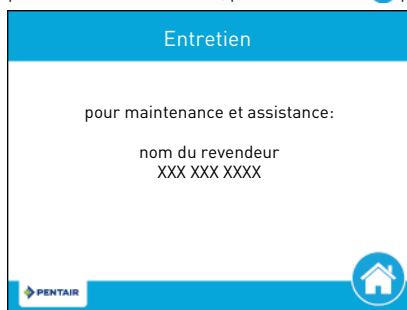 Entretien
pour maintenance et assistance:
nom du revendeur
XXX XXX XXXX
PENTAIR